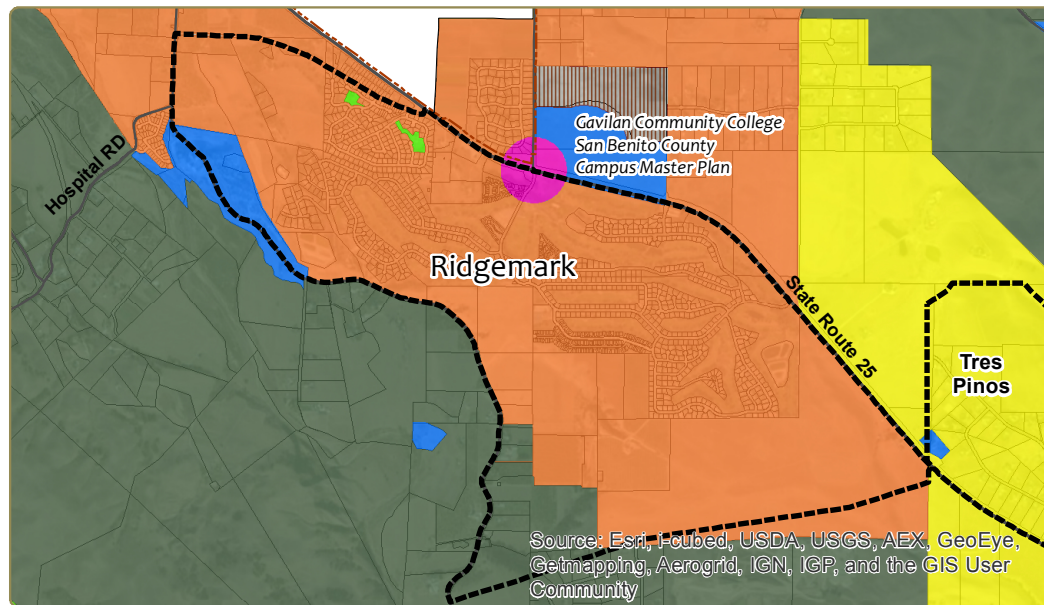 Gavilan Community College
San Benito County
Campus Master Plan
Hospital RD
Ridgemark
State Route 25
Tres
Pinos
Source: Esri, i-cubed, USDA, USGS, AEX, GeoEye,
Getmapping, Aerogrid, IGN, IGP, and the GIS User
Community